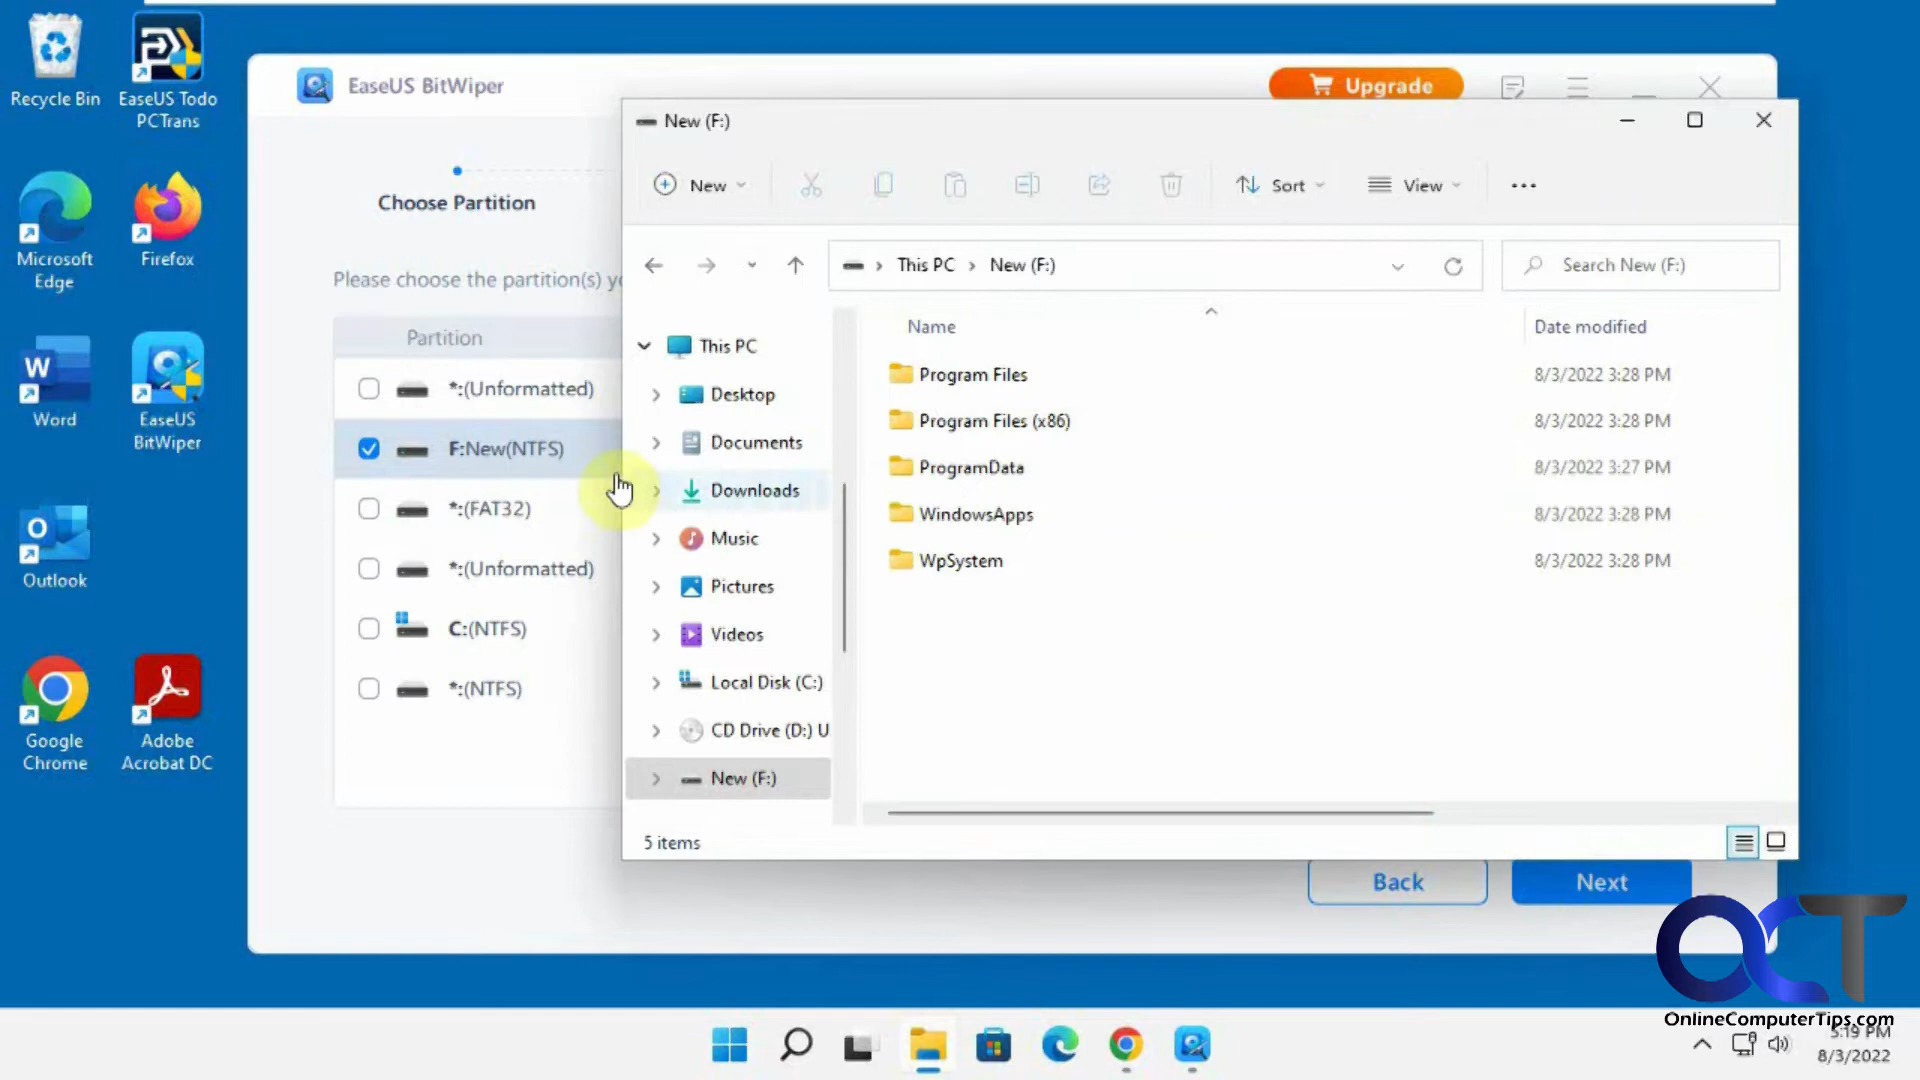 Recycle Bin
EaseUS Todo
PCTrans
Microsoft
Edge
Firefox
W
Word
EaseUS
BitWiper
O
Outlook
Google
Chrome
Adobe
Acrobat DC
EaseUS BitWiper
Upgrade
Choose Partition
Please choose the partition(s)
Partition
*:(Unformatted)
F:New(NTFS)
*:(FAT32)
*:(Unformatted)
C:(NTFS)
*:(NTFS)
Back
Next
New (F:)
New
Sort
View
This PC
New (F:)
Search New (F:)
This PC
Desktop
Documents
Downloads
Music
Pictures
Videos
Local Disk (C:)
CD Drive (D:) U
New (F:)
Name
Date modified
Program Files 8/3/2022 3:28 PM
Program Files (x86) 8/3/2022 3:28 PM
ProgramData 8/3/2022 3:27 PM
WindowsApps 8/3/2022 3:28 PM
WpSystem 8/3/2022 3:28 PM
5 items
OCT
OnlineComputerTips.com
5:19 PM
8/3/2022